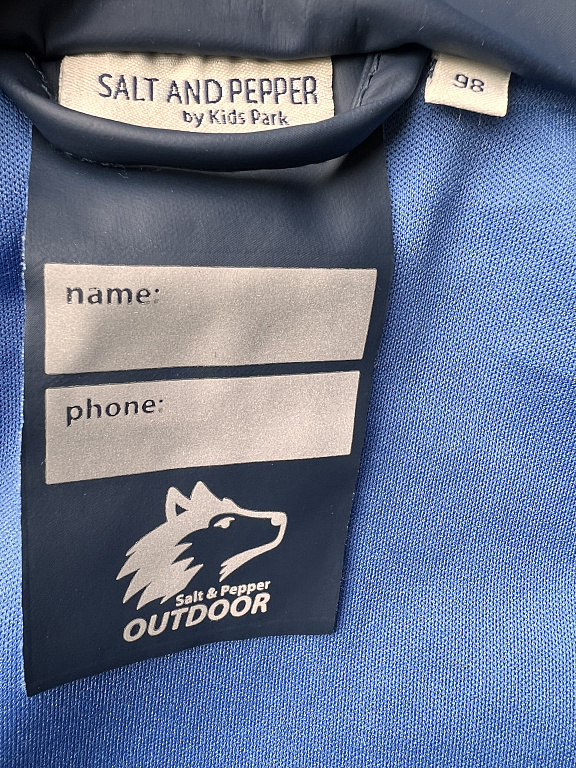 SALT AND PEPPER
by Kids Park
98
name:
phone:
Salt & Pepper
OUTDOOR